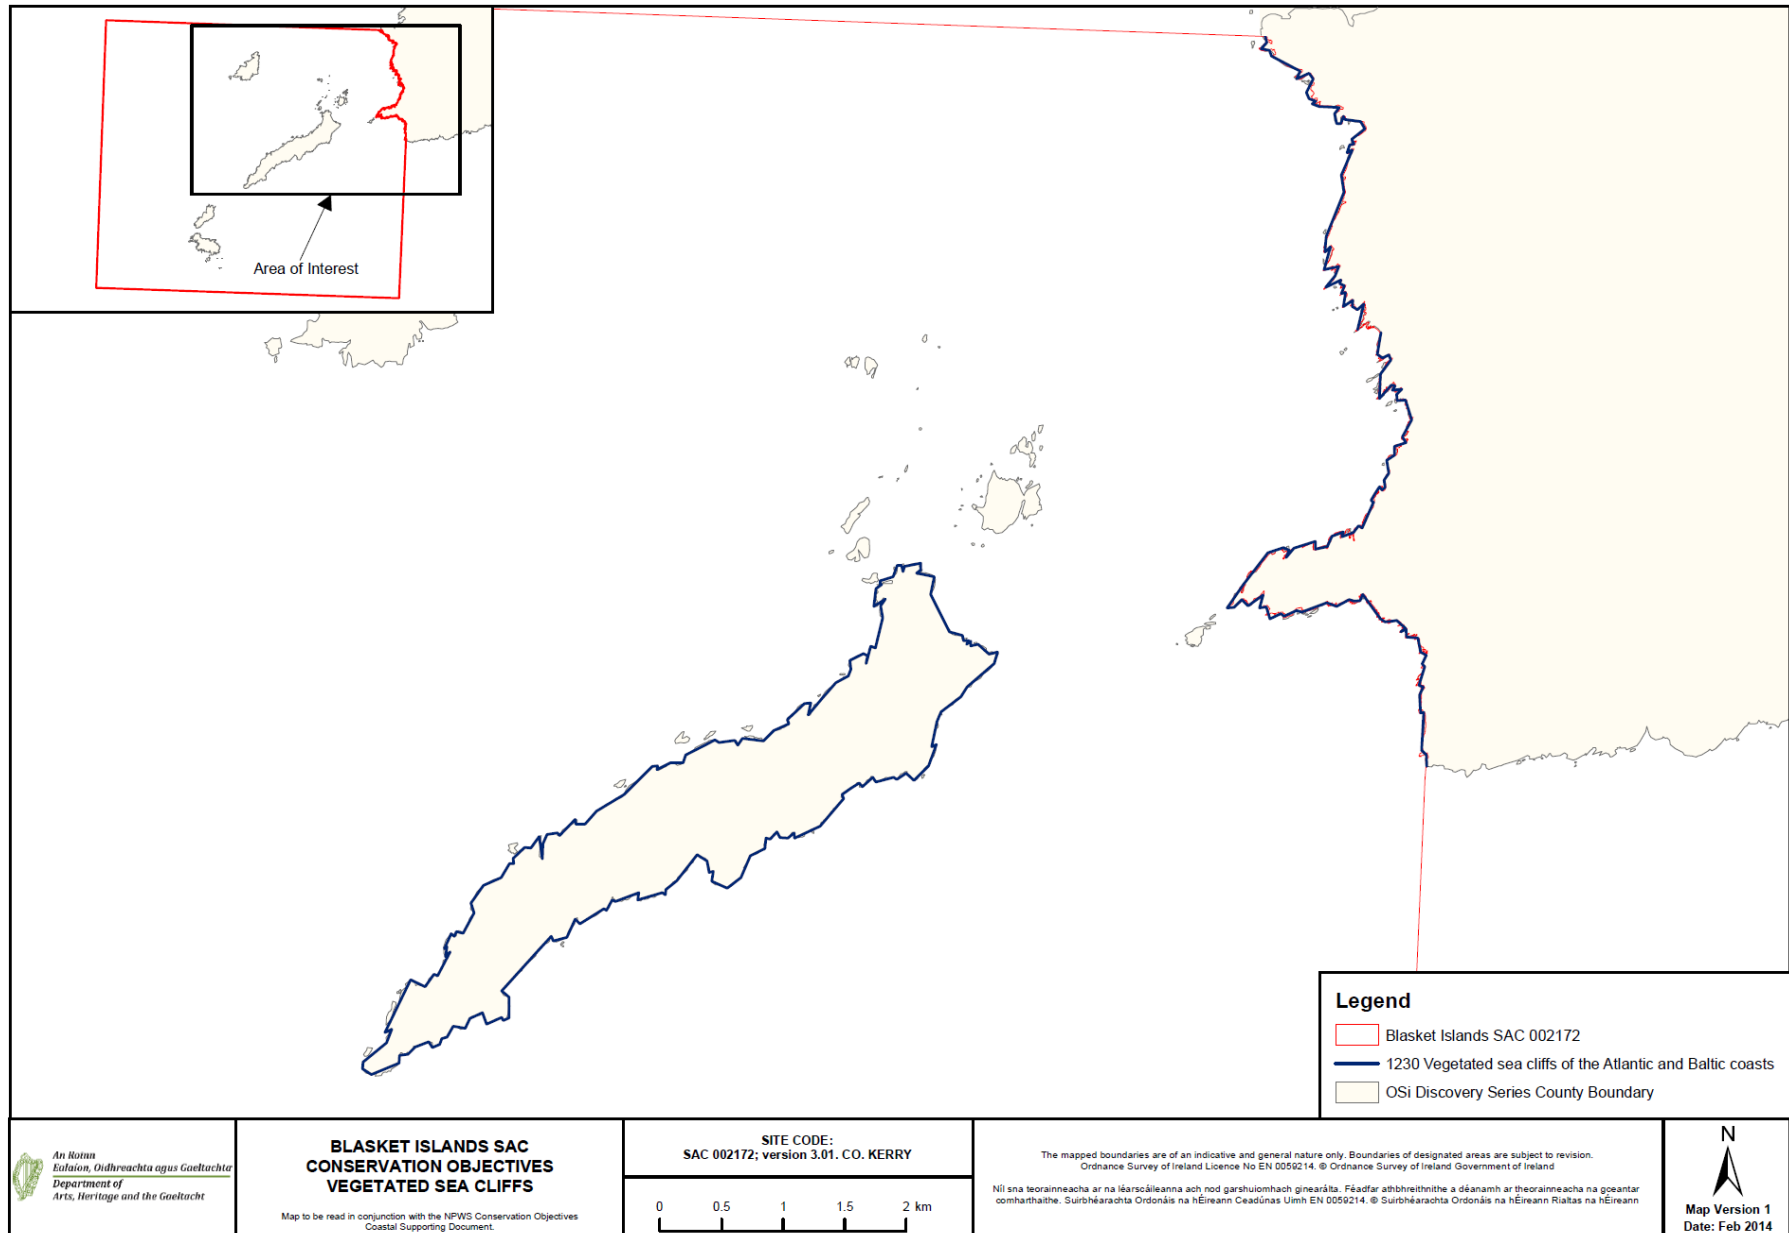 Area of Interest
Legend
Blasket Islands SAC 002172
1230 Vegetated sea cliffs of the Atlantic and Baltic coasts
OSi Discovery Series County Boundary
An Roinn
Ealaíon, Oidhreachta agus Gaeltachta
Department of
Arts, Heritage and the Gaeltacht
BLASKET ISLANDS SAC
CONSERVATION OBJECTIVES
VEGETATED SEA CLIFFS
Map to be read in conjunction with the NPWS Conservation Objectives
Coastal Supporting Document.
SITE CODE:
SAC 002172; version 3.01. CO. KERRY
0 0.5 1 1.5 2 km
The mapped boundaries are of an indicative and general nature only. Boundaries of designated areas are subject to revision.
Ordnance Survey of Ireland Licence No EN 0059214. © Ordnance Survey of Ireland Government of Ireland
Níl sna teorainneacha ar na léarscáileanna ach nod garshuiomhach ginearálta. Féadfar athbhreithnithe a déanamh ar theorainneacha na gceantar
comharthaithe. Suirbhéarachta Ordonáis na hÉireann Ceadúnas Uimh EN 0059214. © Suirbhéarachta Ordonáis na hÉireann Rialtas na hÉireann
N
Map Version 1
Date: Feb 2014